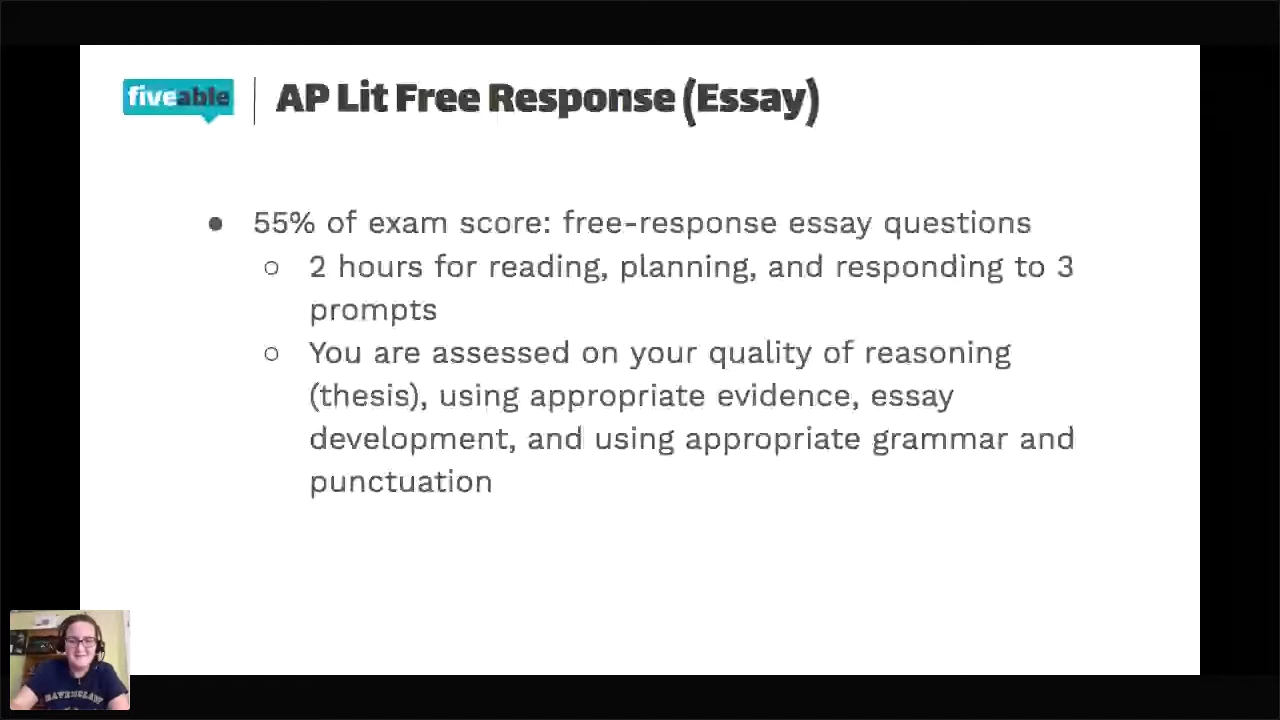 fiveable
AP Lit Free Response (Essay)
● 55% of exam score: free-response essay questions
○ 2 hours for reading, planning, and responding to 3
prompts
○ You are assessed on your quality of reasoning
(thesis), using appropriate evidence, essay
development, and using appropriate grammar and
punctuation
RAVENCLAW